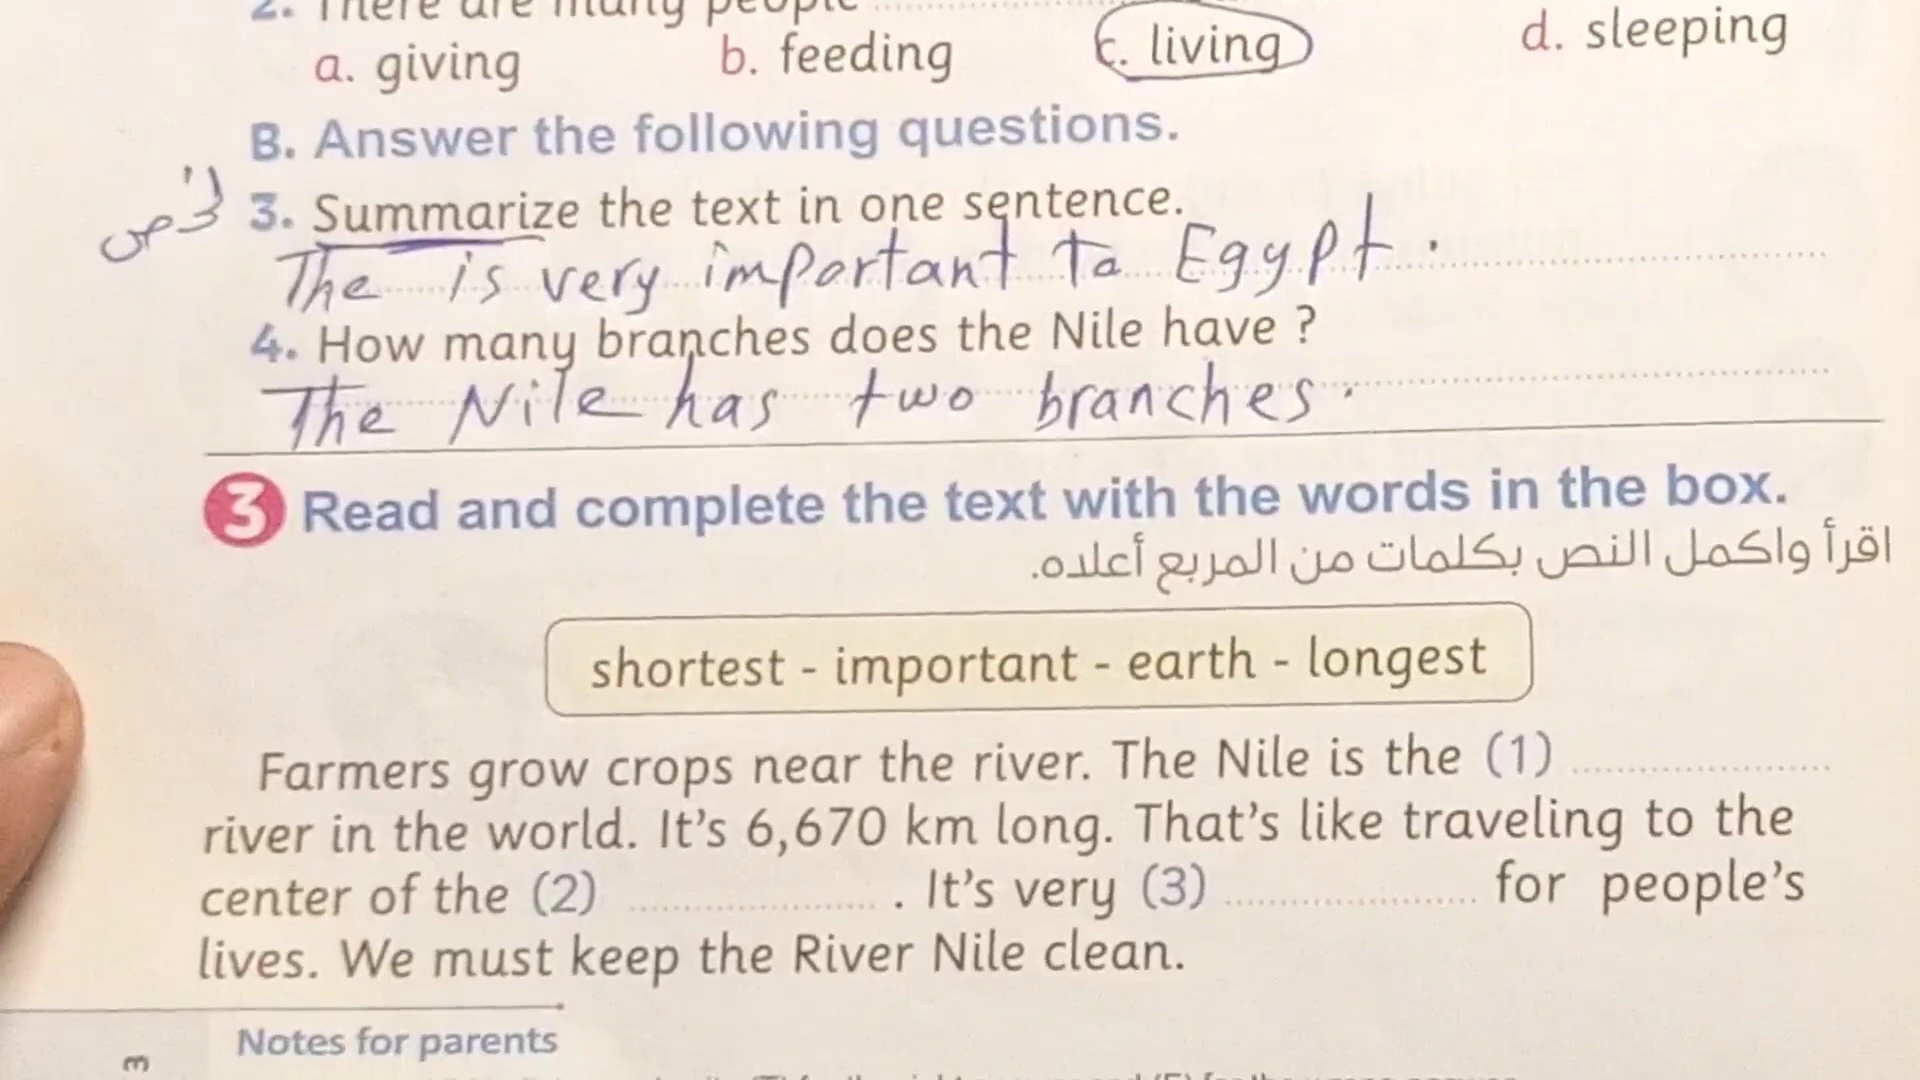 2. There are many people
a. giving b. feeding c. living d. sleeping
B. Answer the following questions.
لخص
3. Summarize the text in one sentence.
The is very important to Egypt.
4. How many branches does the Nile have ?
The Nile has two branches.
3 Read and complete the text with the words in the box.
اقرأ واكمل النص بكلمات من المربع أعلاه.
shortest - important - earth - longest
Farmers grow crops near the river. The Nile is the (1) ....................
river in the world. It's 6,670 km long. That's like traveling to the
center of the (2) .................... . It's very (3) .................... for people's
lives. We must keep the River Nile clean.
Notes for parents